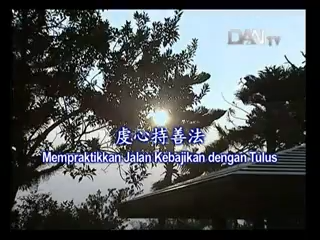 DAAI TV
虔心持善法
Mempraktikkan Jalan Kebajikan dengan Tulus